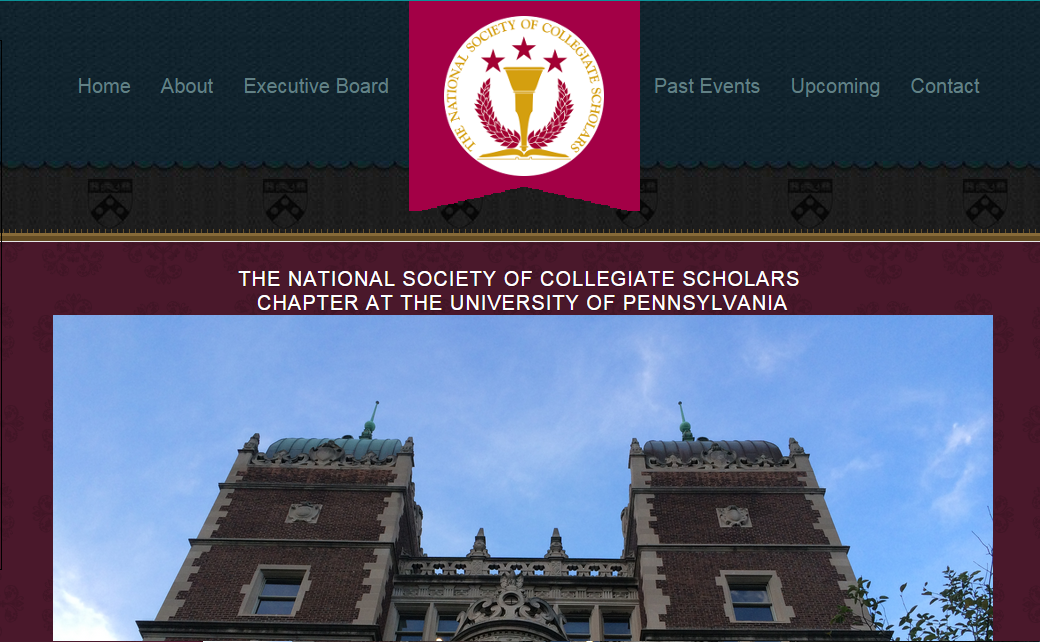 Home About Executive Board Past Events Upcoming Contact
THE NATIONAL SOCIETY OF COLLEGIATE SCHOLARS
THE NATIONAL SOCIETY OF COLLEGIATE SCHOLARS
CHAPTER AT THE UNIVERSITY OF PENNSYLVANIA